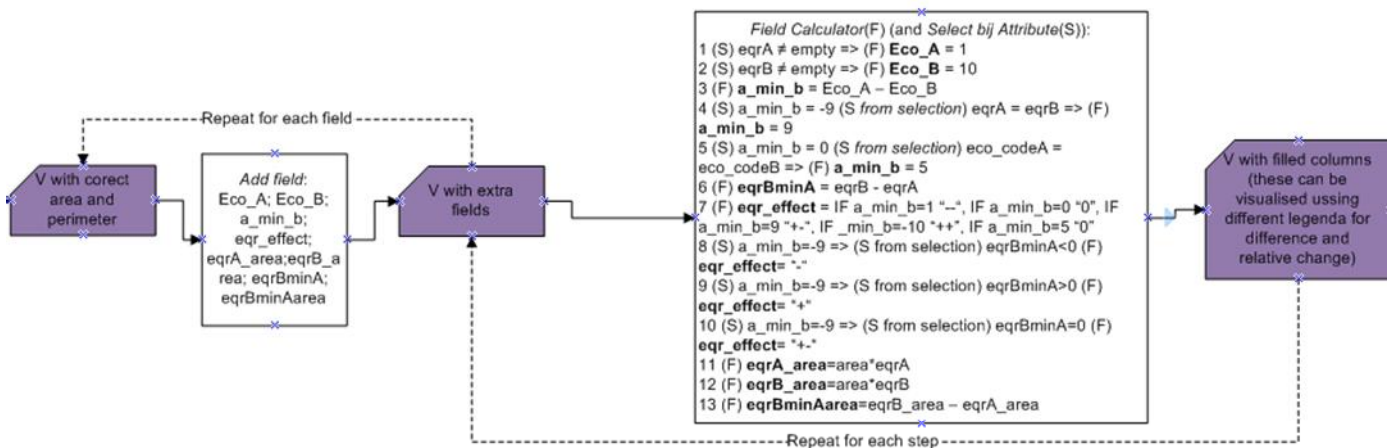 Repeat for each field
V with corect
area and
perimeter
Add field:
Eco_A; Eco_B;
a_min_b;
eqr_effect;
eqrA_area;eqrB_a
rea; eqrBminA;
eqrBminAarea
V with extra
fields
Field Calculator(F) (and Select bij Attribute(S)):
1 (S) eqrA ≠ empty => (F) Eco_A = 1
2 (S) eqrB ≠ empty => (F) Eco_B = 10
3 (F) a_min_b = Eco_A – Eco_B
4 (S) a_min_b = -9 (S from selection) eqrA = eqrB => (F)
a_min_b = 9
5 (S) a_min_b = 0 (S from selection) eco_codeA =
eco_codeB => (F) a_min_b = 5
6 (F) eqrBminA = eqrB - eqrA
7 (F) eqr_effect = IF a_min_b=1 “--“, IF a_min_b=0 “0”, IF
a_min_b=9 “+-”, IF _min_b=-10 “++”, IF a_min_b=5 “0”
8 (S) a_min_b=-9 => (S from selection) eqrBminA<0 (F)
eqr_effect= “-“
9 (S) a_min_b=-9 => (S from selection) eqrBminA>0 (F)
eqr_effect= “+”
10 (S) a_min_b=-9 => (S from selection) eqrBminA=0 (F)
eqr_effect= “+-“
11 (F) eqrA_area=area*eqrA
12 (F) eqrB_area=area*eqrB
13 (F) eqrBminAarea=eqrB_area – eqrA_area
V with filled columns
(these can be
visualised ussing
different legenda for
difference and
relative change)
Repeat for each step